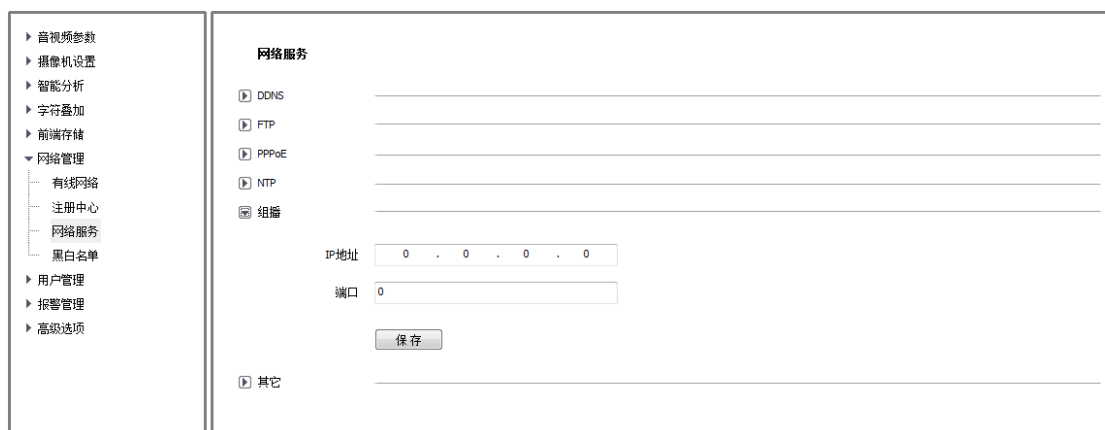 音视频参数
摄像机设置
智能分析
字符叠加
前端存储
网络管理
有线网络
注册中心
网络服务
黑白名单
用户管理
报警管理
高级选项
网络服务
DDNS
FTP
PPPoE
NTP
组播
IP地址 0 . 0 . 0 . 0
端口 0
保存
其它